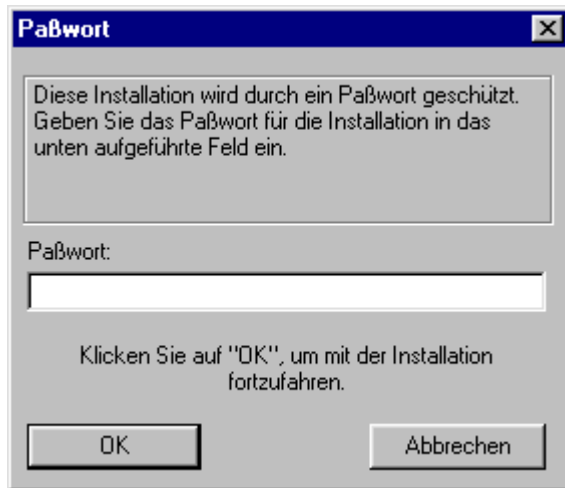 Paßwort
Diese Installation wird durch ein Paßwort geschützt.
Geben Sie das Paßwort für die Installation in das
unten aufgeführte Feld ein.
Paßwort:
Klicken Sie auf "OK", um mit der Installation
fortzufahren.
OK
Abbrechen